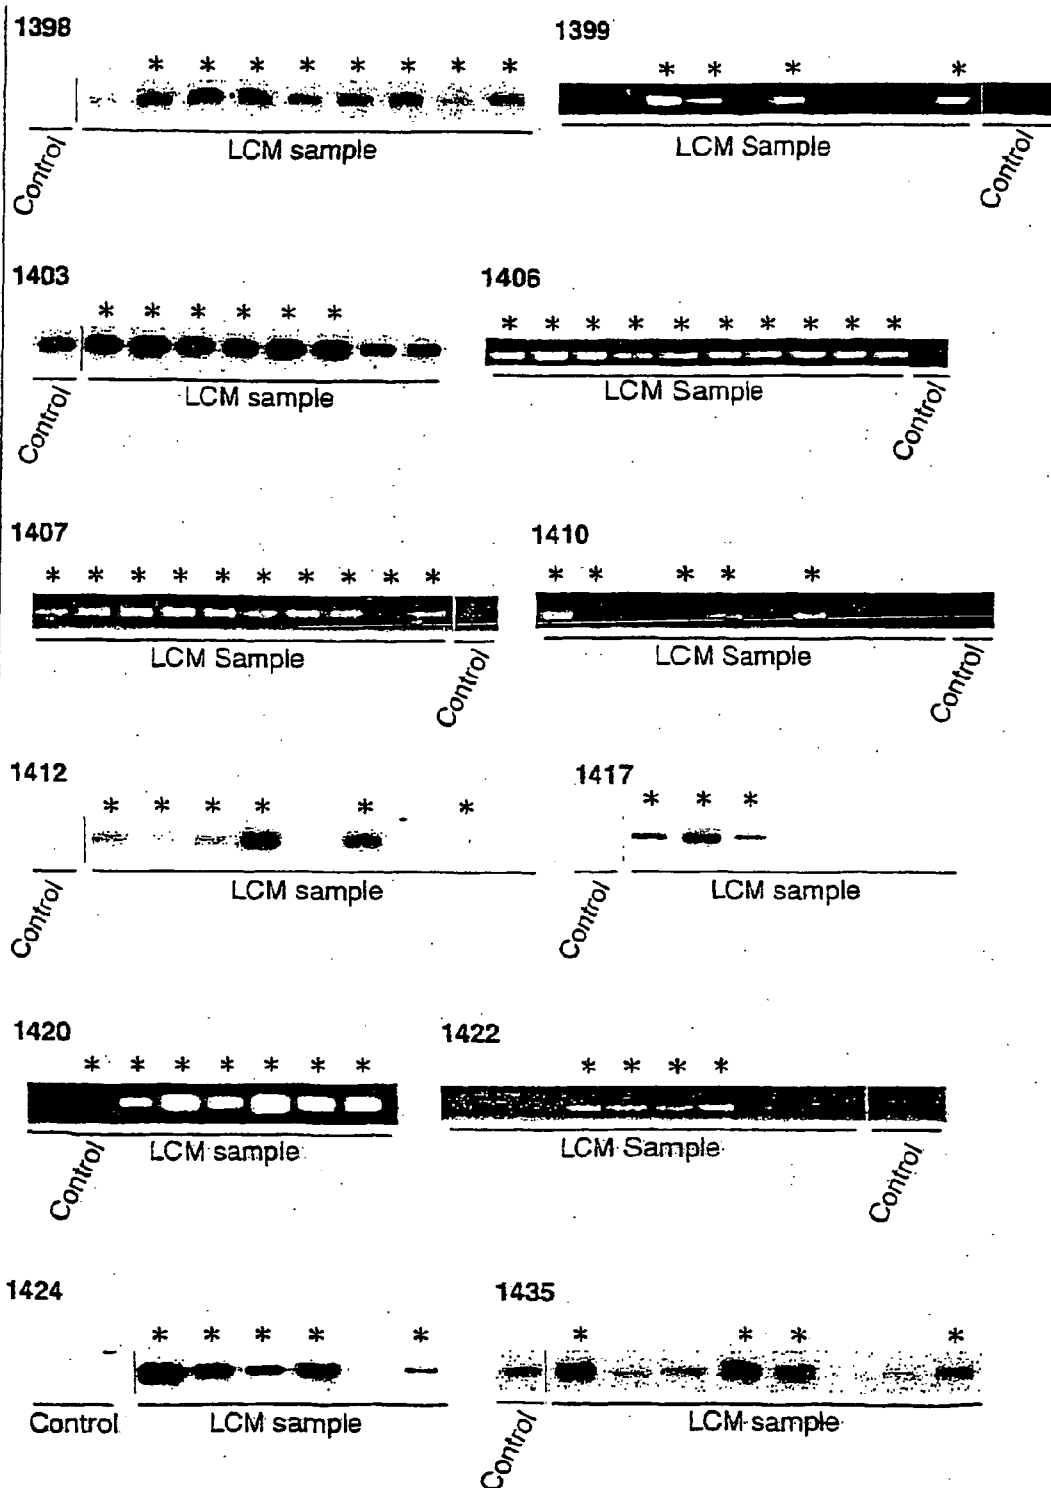 1398
* * * * * * * *
Control
LCM sample
1399
* * * *
LCM Sample
Control
1403
* * * * * *
Control
LCM sample
1406
* * * * * * * * * *
LCM Sample
Control
1407
* * * * * * * * * *
LCM Sample
Control
1410
* * * * *
LCM Sample
Control
1412
* * * * * *
Control
LCM sample
1417
* * *
Control
LCM sample
1420
* * * * * * *
Control
LCM sample
1422
* * * *
LCM Sample
Control
1424
* * * * *
Control
LCM sample
1435
* * * *
Control
LCM sample